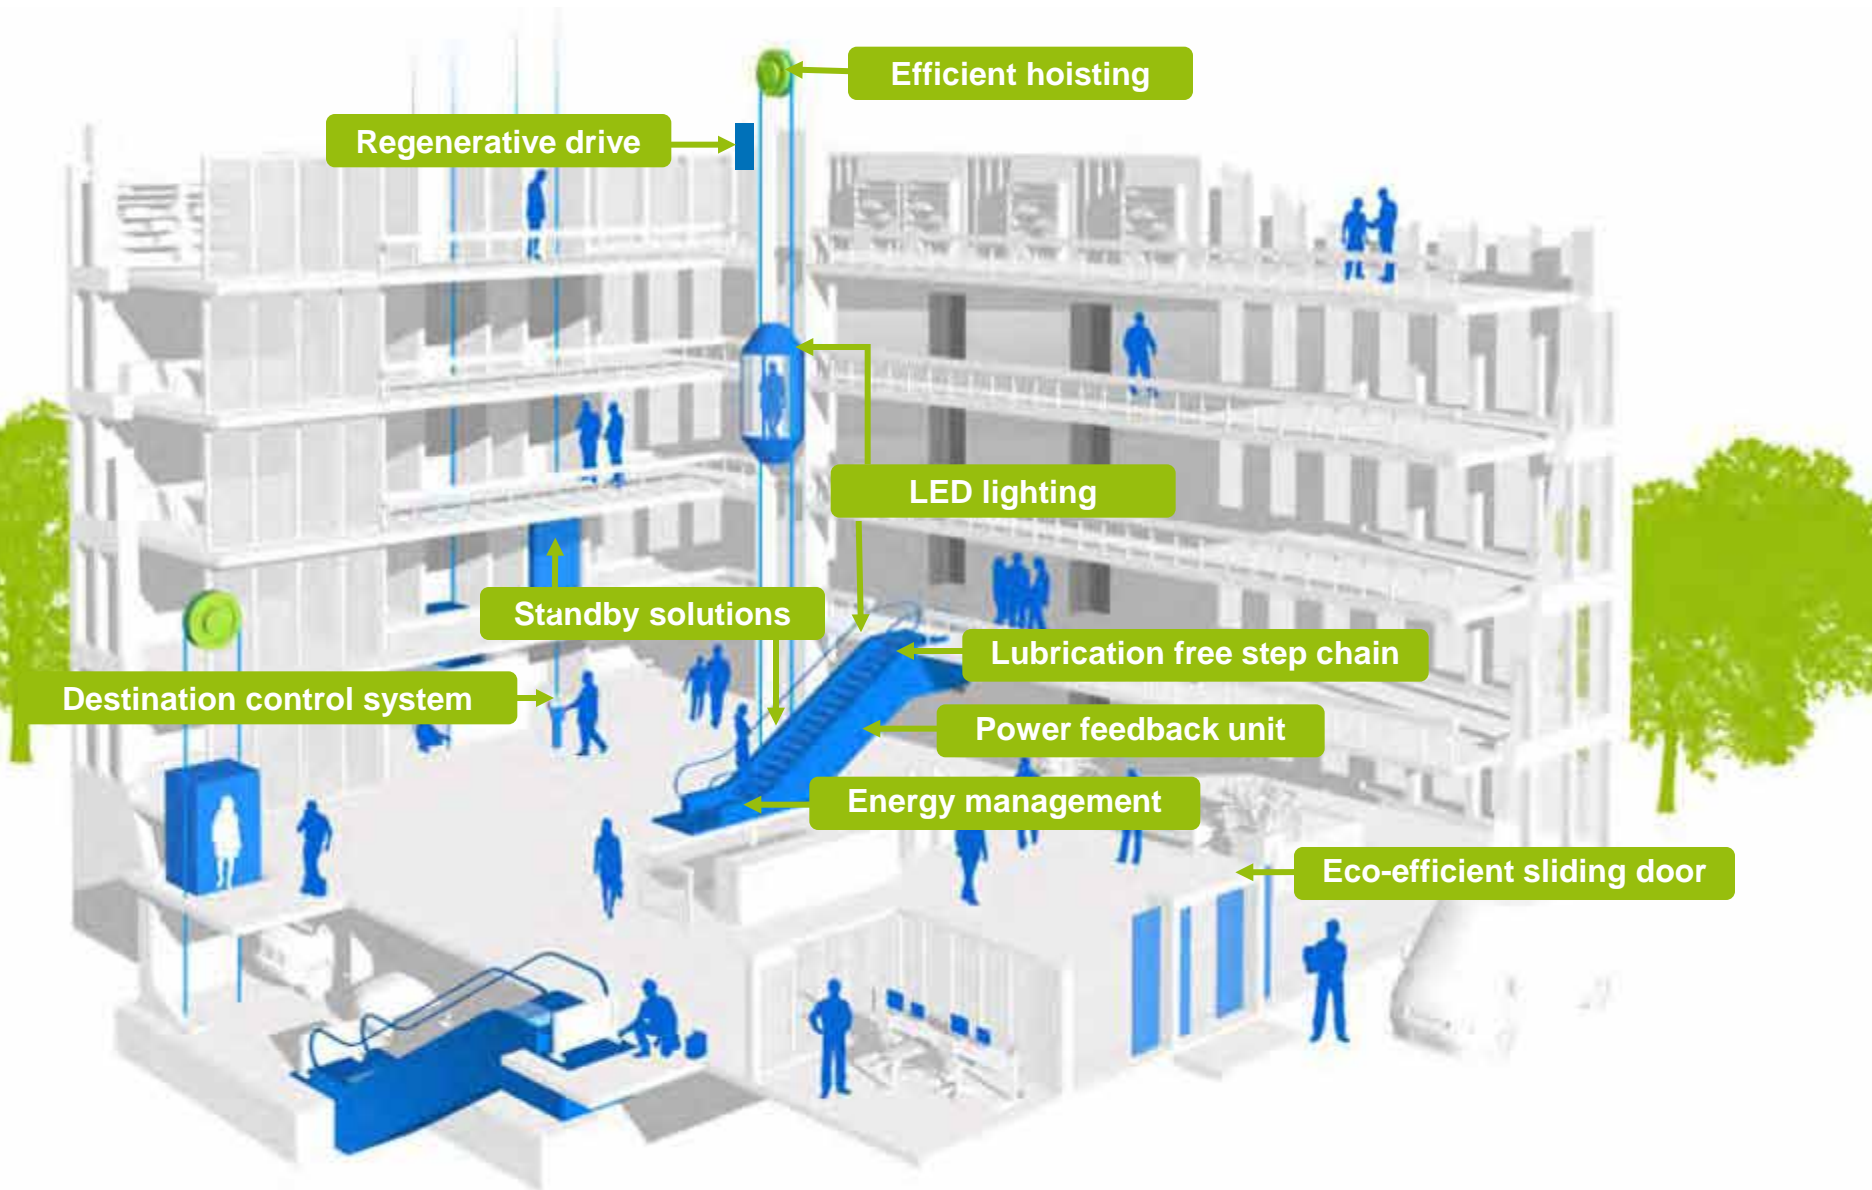 Efficient hoisting
Regenerative drive
LED lighting
Standby solutions
Lubrication free step chain
Destination control system
Power feedback unit
Energy management
Eco-efficient sliding door